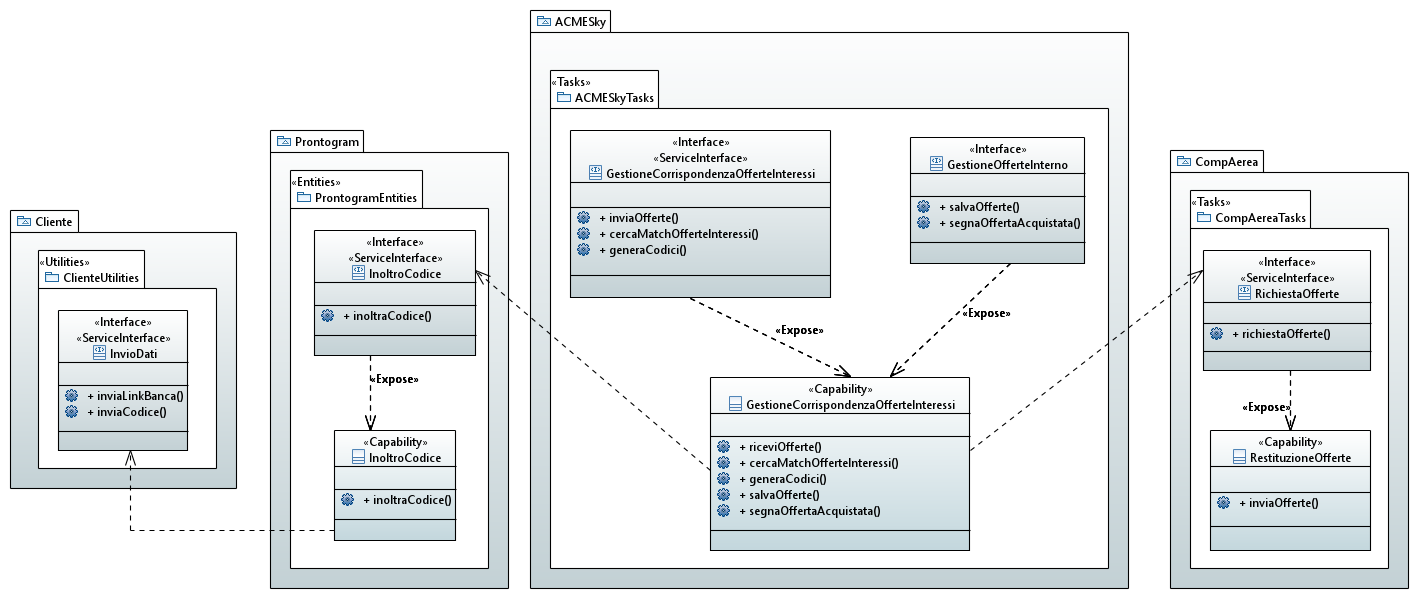 Cliente
«Utilities»
ClienteUtilities
«Interface»
«ServiceInterface»
InvioDati
+ inviaLinkBanca()
+ inviaCodice()
Prontogram
«Entities»
ProntogramEntities
«Interface»
«ServiceInterface»
InoltroCodice
+ inoltraCodice()
«Expose»
«Capability»
InoltroCodice
+ inoltraCodice()
ACMESky
«Tasks»
ACMESkyTasks
«Interface»
«ServiceInterface»
GestioneCorrispondenzaOfferteInteressi
+ inviaOfferte()
+ cercaMatchOfferteInteressi()
+ generaCodici()
«Interface»
GestioneOfferteInterno
+ salvaOfferte()
+ segnaOffertaAcquistata()
«Expose»
«Expose»
«Capability»
GestioneCorrispondenzaOfferteInteressi
+ riceviOfferte()
+ cercaMatchOfferteInteressi()
+ generaCodici()
+ salvaOfferte()
+ segnaOffertaAcquistata()
CompAerea
«Tasks»
CompAereaTasks
«Interface»
«ServiceInterface»
RichiestaOfferte
+ richiestaOfferte()
«Expose»
«Capability»
RestituzioneOfferte
+ inviaOfferte()